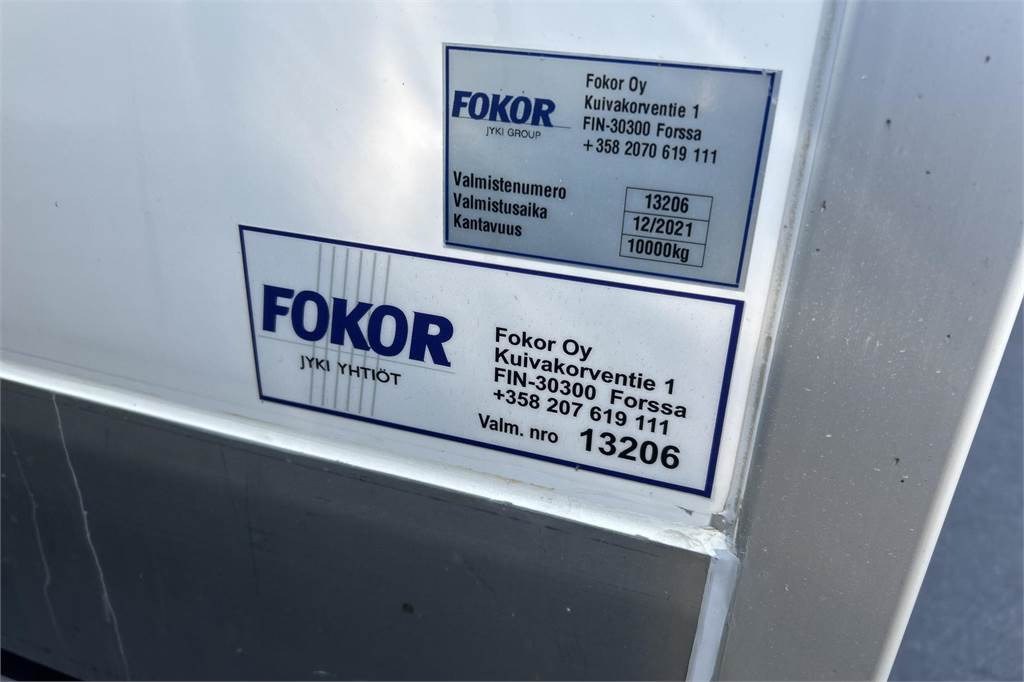 FOKOR
JYKI GROUP
Fokor Oy
Kuivakorventie 1
FIN-30300 Forssa
+358 2070 619 111
Valmistenumero 13206
Valmistusaika 12/2021
Kantavuus 10000kg
FOKOR
JYKI YHTIÖT
Fokor Oy
Kuivakorventie 1
FIN-30300 Forssa
+358 207 619 111
Valm. nro 13206